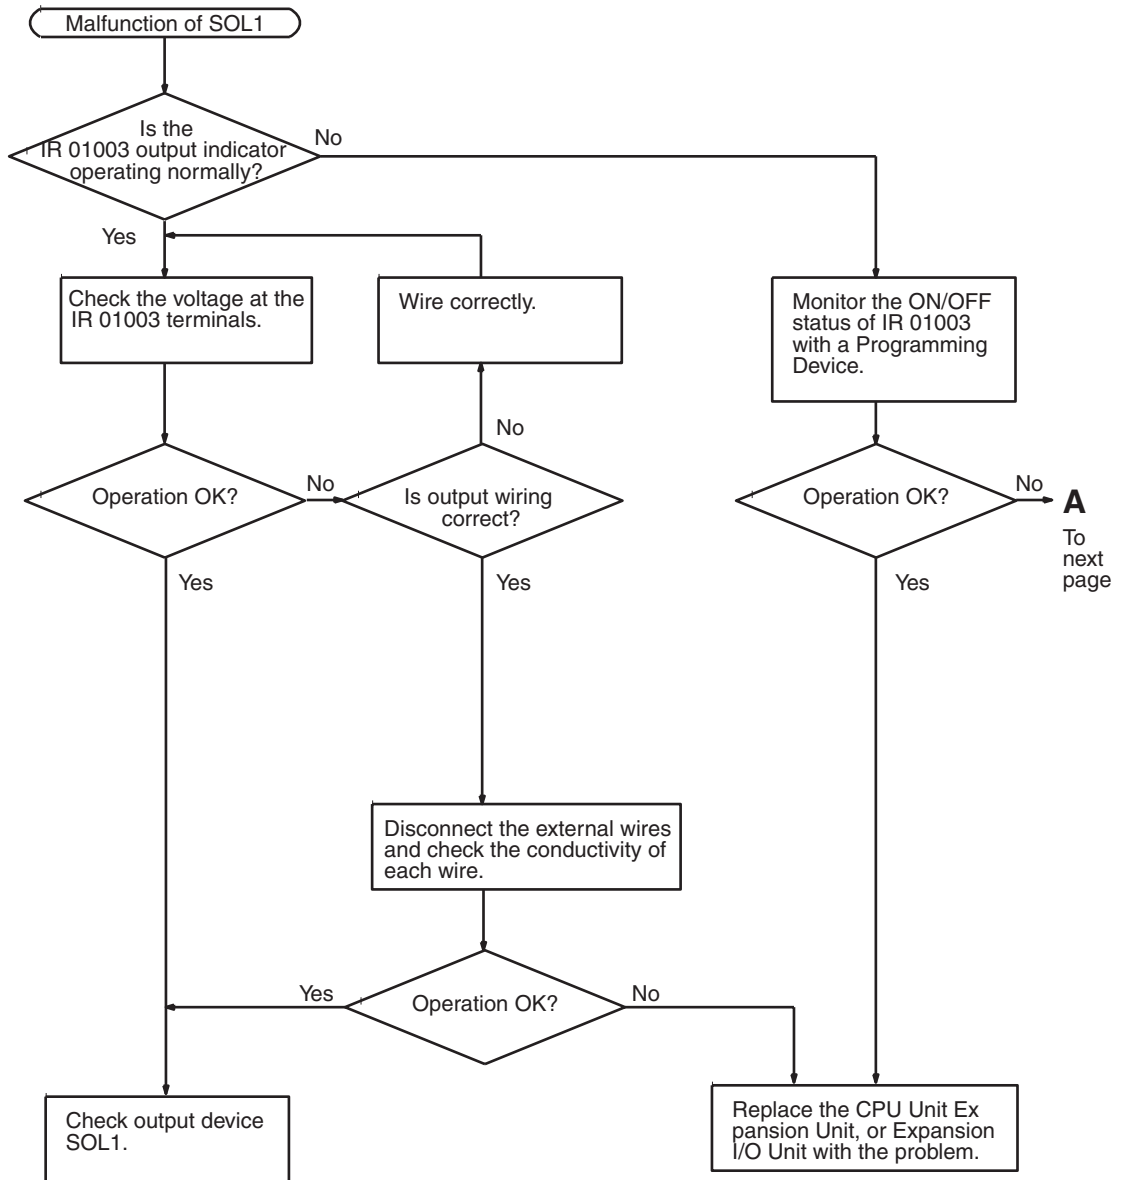 Malfunction of SOL1
Is the
IR 01003 output indicator
operating normally?
No
Yes
Check the voltage at the
IR 01003 terminals.
Wire correctly.
Monitor the ON/OFF
status of IR 01003
with a Programming
Device.
No
Operation OK?
No
Is output wiring
correct?
Operation OK?
No
A
To
next
page
Yes
Yes
Yes
Disconnect the external wires
and check the conductivity of
each wire.
Yes
Operation OK?
No
Check output device
SOL1.
Replace the CPU Unit Ex
pansion Unit, or Expansion
I/O Unit with the problem.